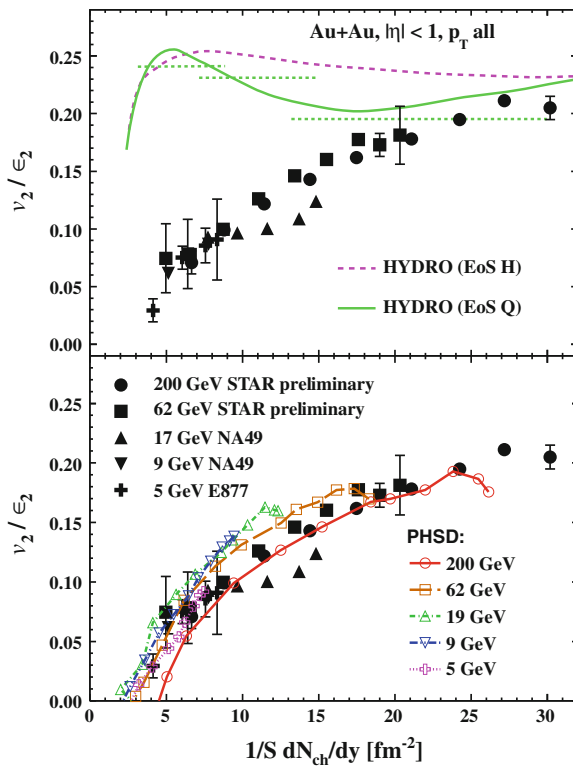 Au+Au, |η| < 1, p_T all
0.25
0.20
0.15
0.10
0.05
0.00
v_2 / ϵ_2
HYDRO (EoS H)
HYDRO (EoS Q)
200 GeV STAR preliminary
62 GeV STAR preliminary
17 GeV NA49
9 GeV NA49
5 GeV E877
0.20
0.15
0.10
0.05
0.00
v_2 / ϵ_2
PHSD:
200 GeV
62 GeV
19 GeV
9 GeV
5 GeV
0 5 10 15 20 25 30
1/S dN_ch/dy [fm^-2]